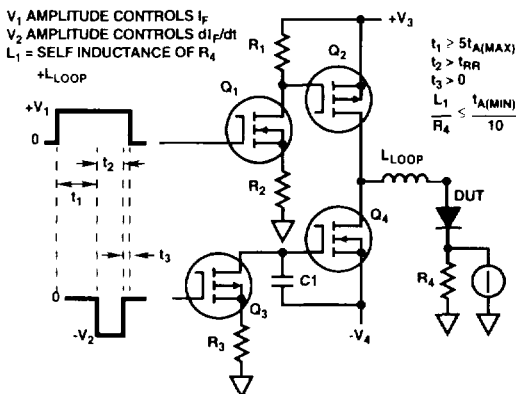 V1 AMPLITUDE CONTROLS IF
V2 AMPLITUDE CONTROLS dIF/dt
L1 = SELF INDUCTANCE OF R4
+LLOOP
+V1
0
t2
t1
t3
0
-V2
R1
Q1
R2
Q2
+V3
t1 ≥ 5tA(MAX)
t2 > tRR
t3 > 0
L1/R4 ≤ tA(MIN)/10
LLOOP
DUT
Q4
R4
C1
Q3
R3
-V4